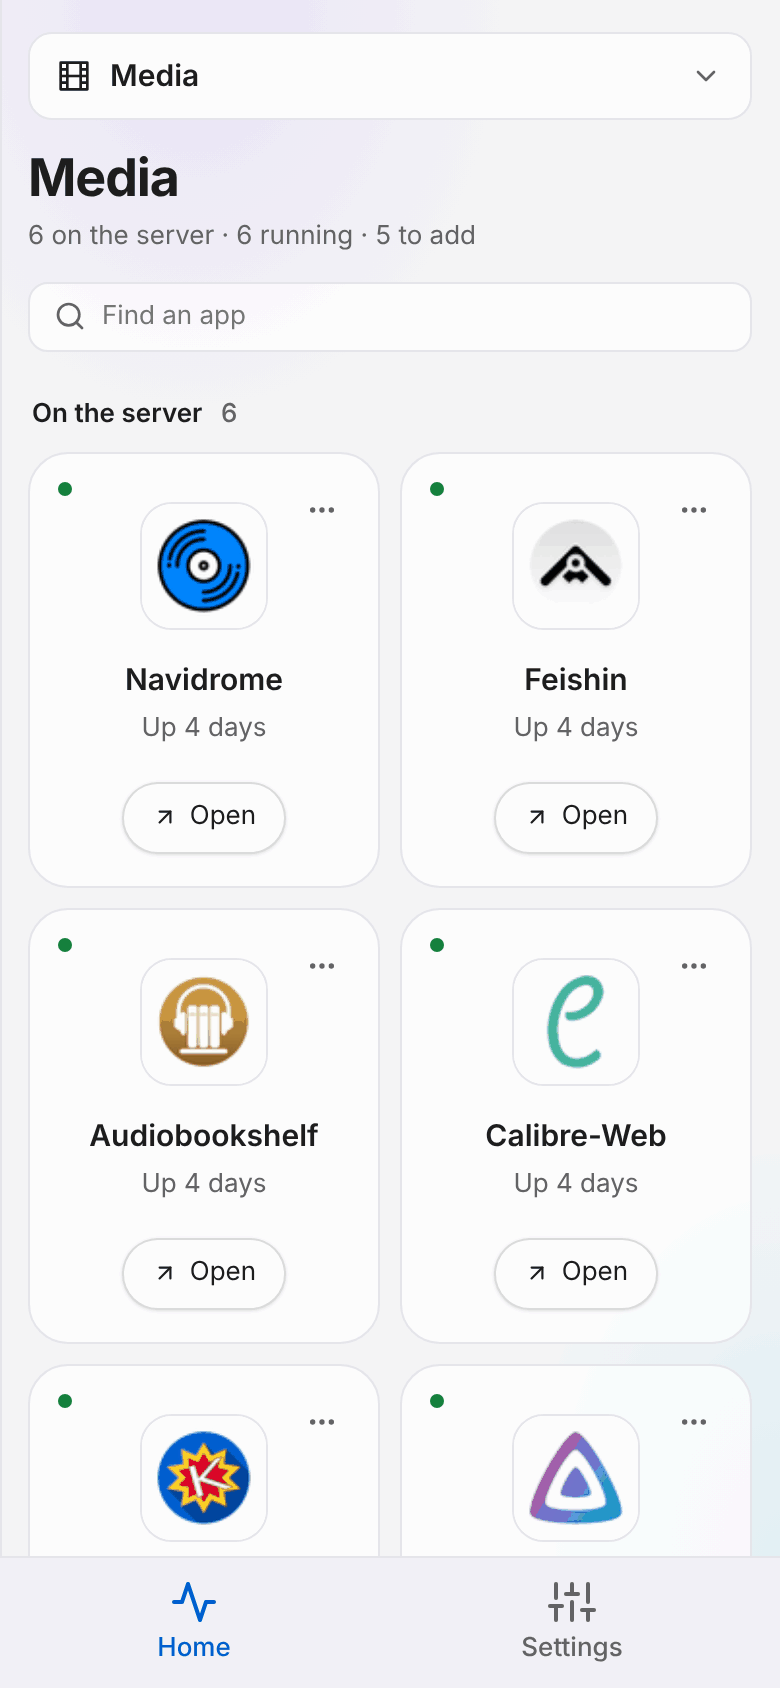 Media
Media
6 on the server · 6 running · 5 to add
Find an app
On the server 6
Navidrome
Up 4 days
Open
Feishin
Up 4 days
Open
Audiobookshelf
Up 4 days
Open
Calibre-Web
Up 4 days
Open
K
Home
Settings